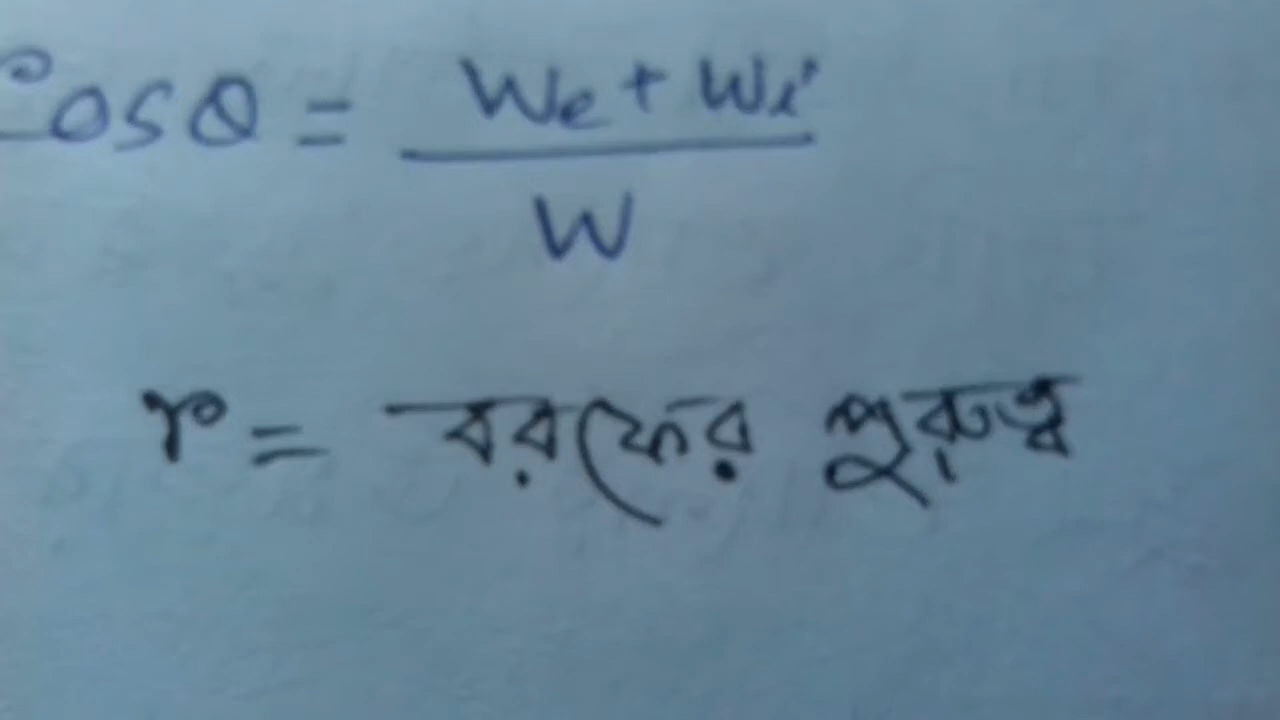 Cosθ = We + Wi / W
r = বরফের পুরুত্ব